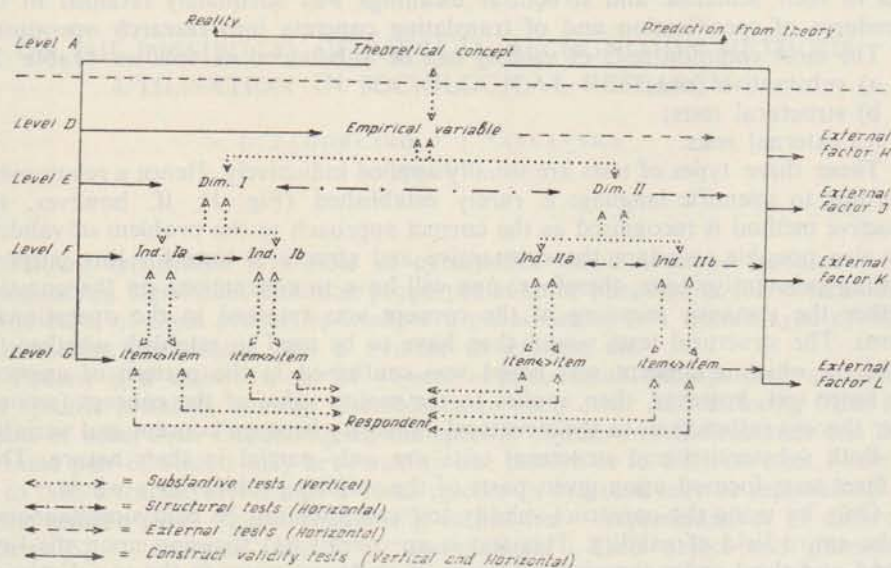 Reality
Prediction from theory
Level A
Theoretical concept
Level D
Empirical variable
External factor H
Level E
Dim. I
Dim. II
External factor J
Level F
Ind. Ia
Ind. Ib
Ind. IIa
Ind. IIb
External factor K
Level G
item
item
item
item
item
item
item
item
External factor L
Respondent
= Substantive tests (Vertical)
= Structural tests (Horizontal)
= External tests (Horizontal)
= Construct validity tests (Vertical and Horizontal)